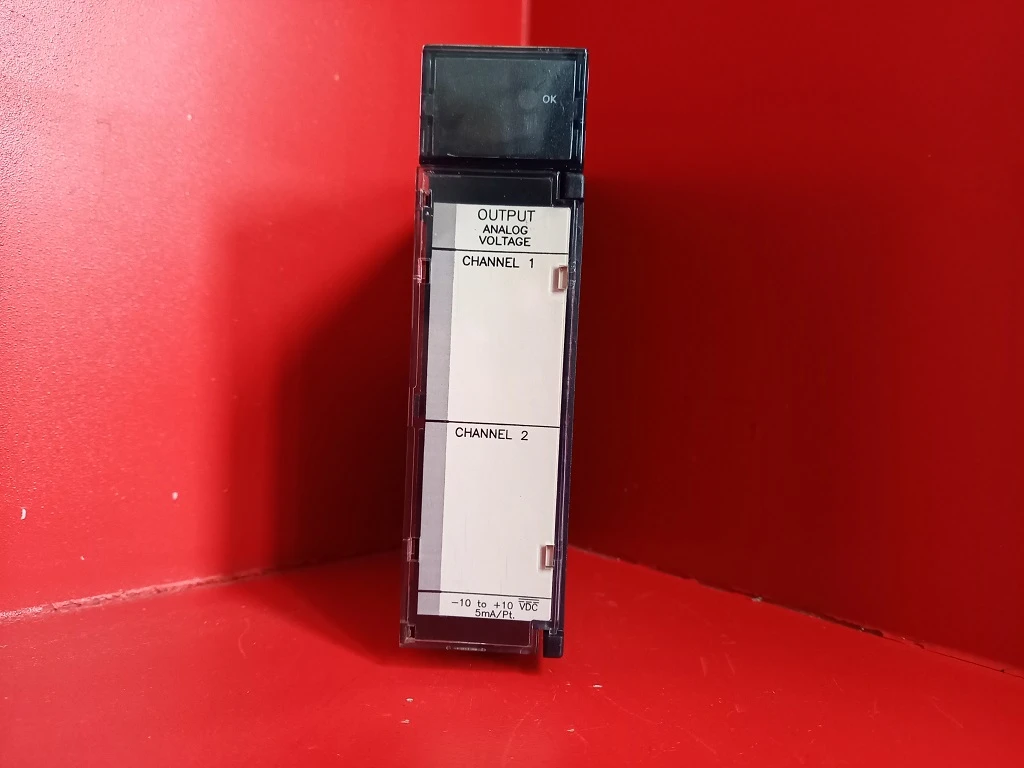 OK
OUTPUT
ANALOG
VOLTAGE
CHANNEL 1
CHANNEL 2
-10 to +10 VDC
5mA/Pt.